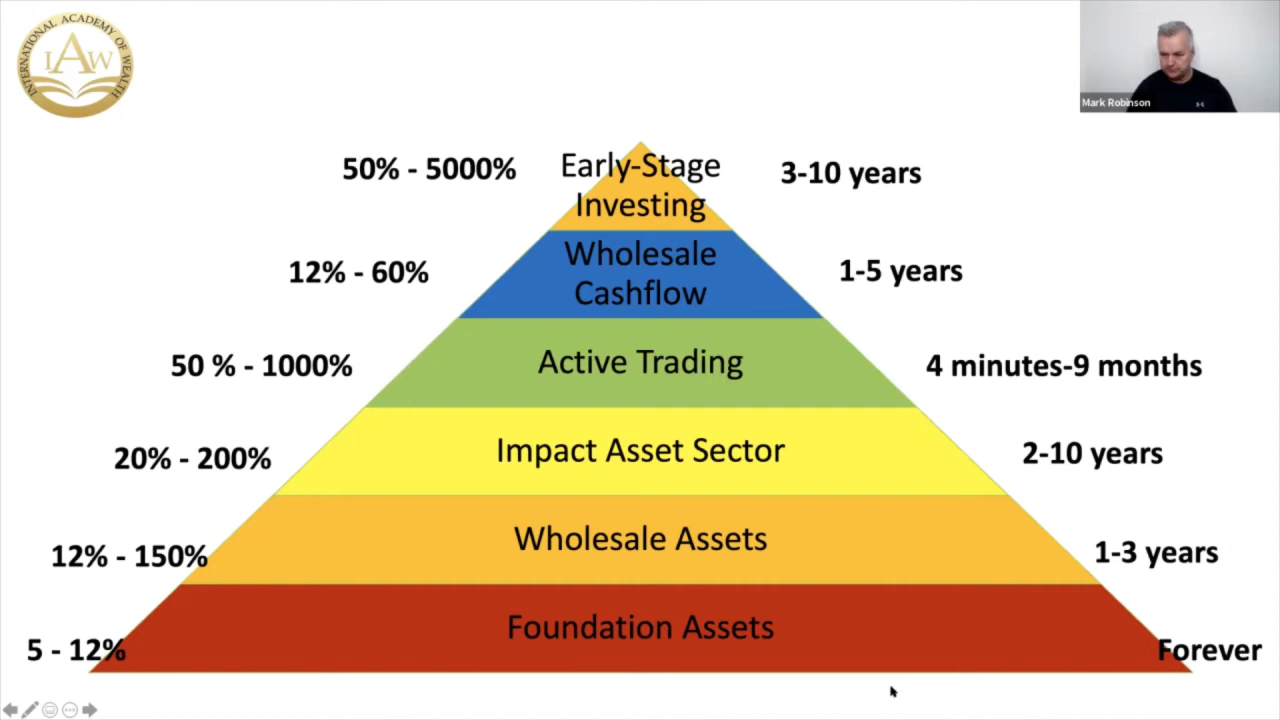 INTERNATIONAL ACADEMY OF WEALTH
IAW
Mark Robinson
50% - 5000%
Early-Stage
Investing
3-10 years
12% - 60%
Wholesale
Cashflow
1-5 years
50 % - 1000%
Active Trading
4 minutes-9 months
20% - 200%
Impact Asset Sector
2-10 years
12% - 150%
Wholesale Assets
1-3 years
5 - 12%
Foundation Assets
Forever